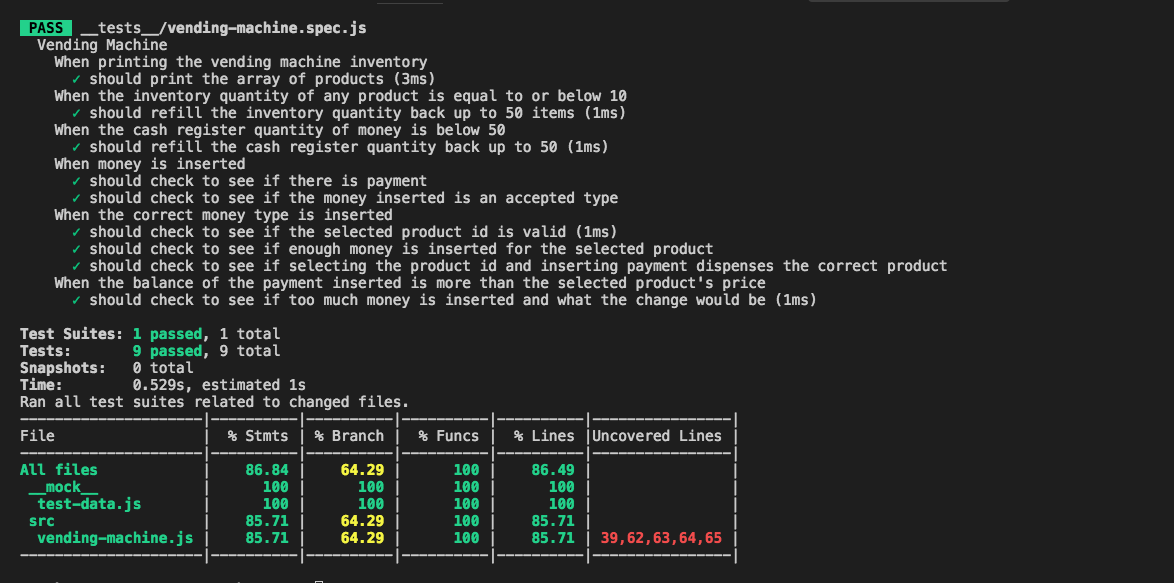 PASS __tests__/vending-machine.spec.js
Vending Machine
When printing the vending machine inventory
✓ should print the array of products (3ms)
When the inventory quantity of any product is equal to or below 10
✓ should refill the inventory quantity back up to 50 items (1ms)
When the cash register quantity of money is below 50
✓ should refill the cash register quantity back up to 50 (1ms)
When money is inserted
✓ should check to see if there is payment
✓ should check to see if the money inserted is an accepted type
When the correct money type is inserted
✓ should check to see if the selected product id is valid (1ms)
✓ should check to see if enough money is inserted for the selected product
✓ should check to see if selecting the product id and inserting payment dispenses the correct product
When the balance of the payment inserted is more than the selected product's price
✓ should check to see if too much money is inserted and what the change would be (1ms)
Test Suites: 1 passed, 1 total
Tests: 9 passed, 9 total
Snapshots: 0 total
Time: 0.529s, estimated 1s
Ran all test suites related to changed files.
File | % Stmts | % Branch | % Funcs | % Lines |Uncovered Lines |
All files | 86.84 | 64.29 | 100 | 86.49 | |
__mock__ | 100 | 100 | 100 | 100 | |
test-data.js | 100 | 100 | 100 | 100 | |
src | 85.71 | 64.29 | 100 | 85.71 | |
vending-machine.js | 85.71 | 64.29 | 100 | 85.71 | 39,62,63,64,65 |